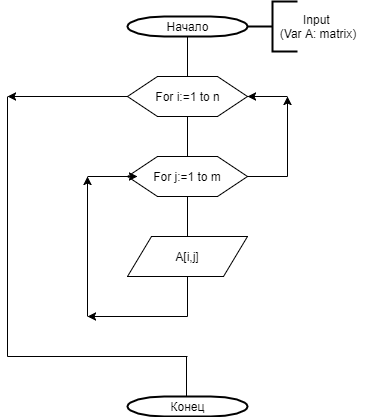 Начало
Input
(Var A: matrix)
For i:=1 to n
For j:=1 to m
A[i,j]
Конец